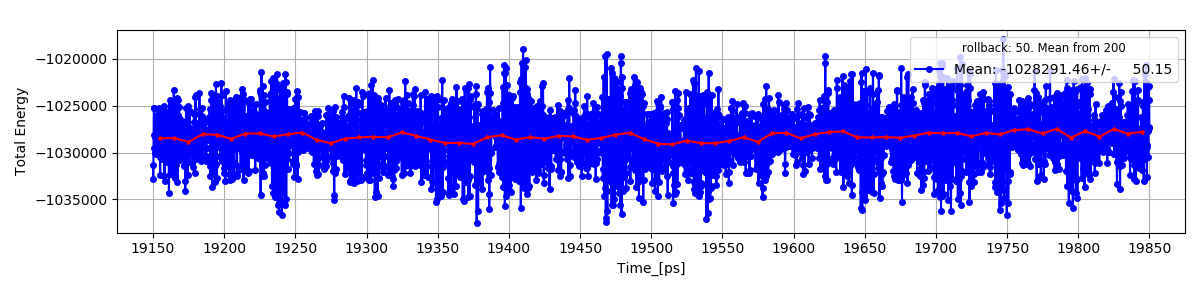 rollback: 50. Mean from 200
Mean: -1028291.46+/- 50.15
Total Energy
−1020000
−1025000
−1030000
−1035000
19150 19200 19250 19300 19350 19400 19450 19500 19550 19600 19650 19700 19750 19800 19850
Time_[ps]